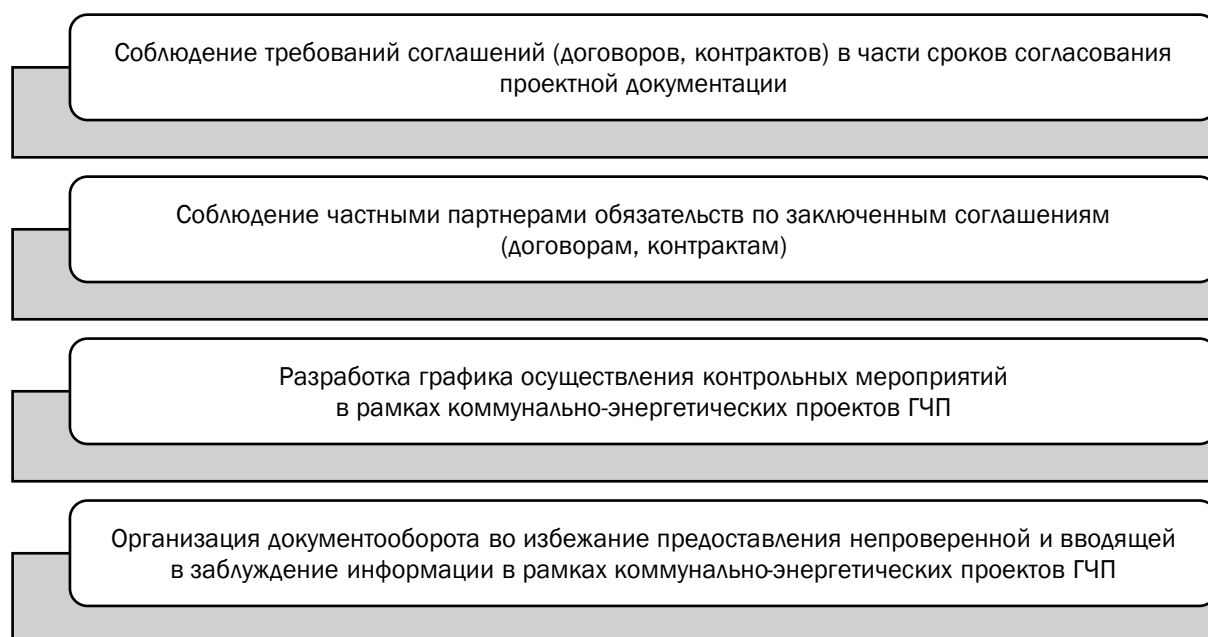 Соблюдение требований соглашений (договоров, контрактов) в части сроков согласования
проектной документации
Соблюдение частными партнерами обязательств по заключенным соглашениям
(договорам, контрактам)
Разработка графика осуществления контрольных мероприятий
в рамках коммунально-энергетических проектов ГЧП
Организация документооборота во избежание предоставления непроверенной и вводящей
в заблуждение информации в рамках коммунально-энергетических проектов ГЧП